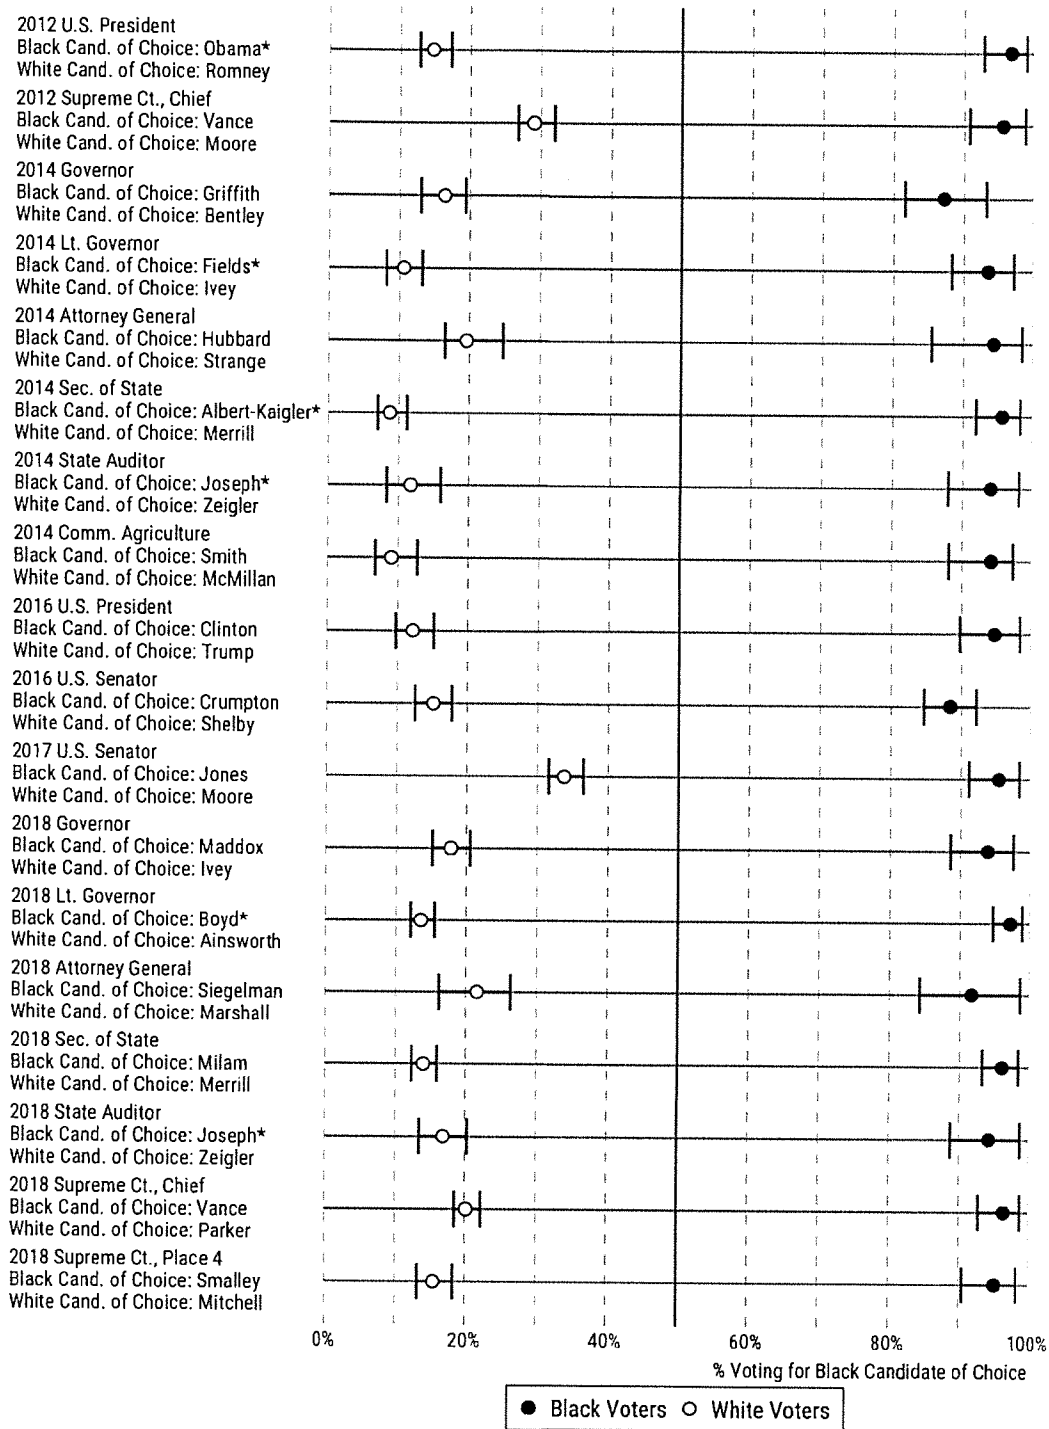 2012 U.S. President
Black Cand. of Choice: Obama*
White Cand. of Choice: Romney
2012 Supreme Ct., Chief
Black Cand. of Choice: Vance
White Cand. of Choice: Moore
2014 Governor
Black Cand. of Choice: Griffith
White Cand. of Choice: Bentley
2014 Lt. Governor
Black Cand. of Choice: Fields*
White Cand. of Choice: Ivey
2014 Attorney General
Black Cand. of Choice: Hubbard
White Cand. of Choice: Strange
2014 Sec. of State
Black Cand. of Choice: Albert-Kaigler*
White Cand. of Choice: Merrill
2014 State Auditor
Black Cand. of Choice: Joseph*
White Cand. of Choice: Zeigler
2014 Comm. Agriculture
Black Cand. of Choice: Smith
White Cand. of Choice: McMillan
2016 U.S. President
Black Cand. of Choice: Clinton
White Cand. of Choice: Trump
2016 U.S. Senator
Black Cand. of Choice: Crumpton
White Cand. of Choice: Shelby
2017 U.S. Senator
Black Cand. of Choice: Jones
White Cand. of Choice: Moore
2018 Governor
Black Cand. of Choice: Maddox
White Cand. of Choice: Ivey
2018 Lt. Governor
Black Cand. of Choice: Boyd*
White Cand. of Choice: Ainsworth
2018 Attorney General
Black Cand. of Choice: Siegelman
White Cand. of Choice: Marshall
2018 Sec. of State
Black Cand. of Choice: Milam
White Cand. of Choice: Merrill
2018 State Auditor
Black Cand. of Choice: Joseph*
White Cand. of Choice: Zeigler
2018 Supreme Ct., Chief
Black Cand. of Choice: Vance
White Cand. of Choice: Parker
2018 Supreme Ct., Place 4
Black Cand. of Choice: Smalley
White Cand. of Choice: Mitchell
0% 20% 40% 60% 80% 100%
% Voting for Black Candidate of Choice
Black Voters White Voters